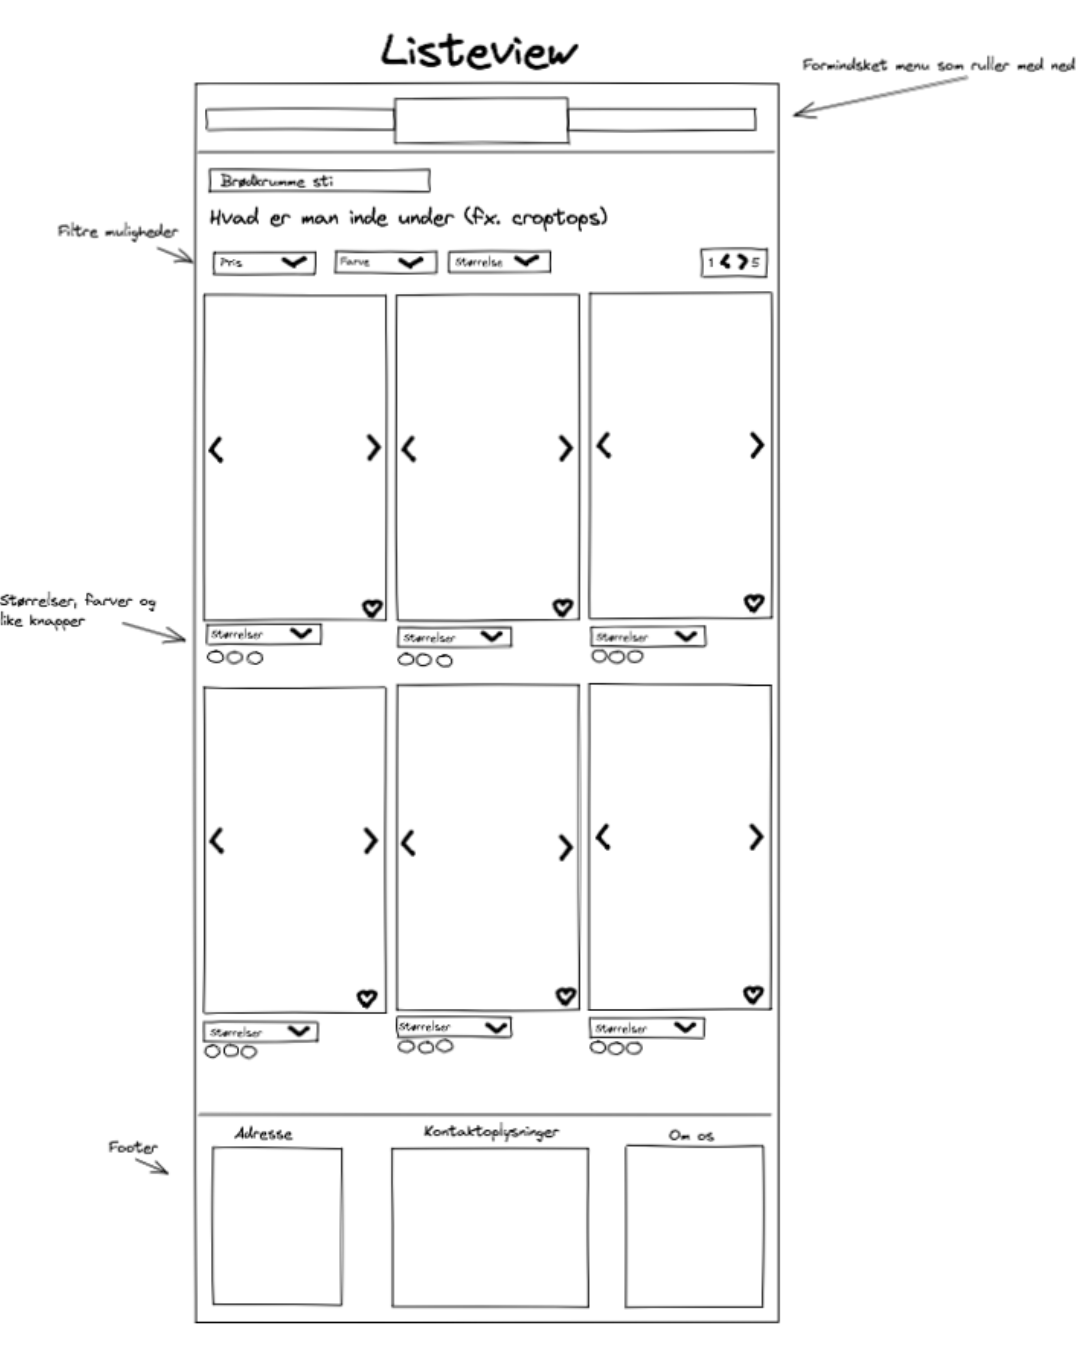 Listeview
Formindsket menu som ruller med ned
Brødkrumme sti
Hvad er man inde under (fx. croptops)
Filtre muligheder
Pris
Farve
Størrelse
1
5
Størrelser, farver og
like knapper
Størrelser
Størrelser
Størrelser
Størrelser
Størrelser
Størrelser
Footer
Adresse
Kontaktoplysninger
Om os